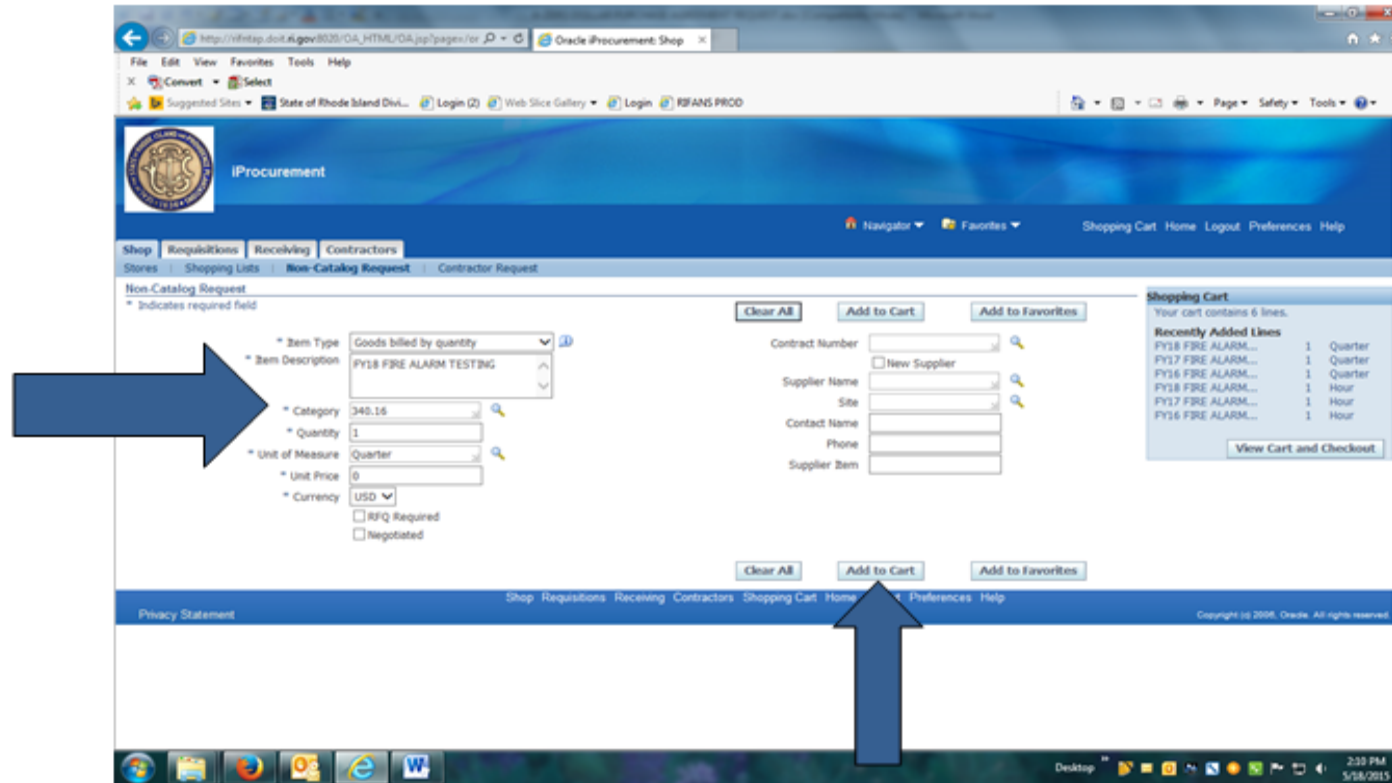 http://rifintap.doit.ri.gov:8020/OA_HTML/OA.jsp?page=/or
Oracle iProcurement: Shop
File Edit View Favorites Tools Help
Convert Select
Suggested Sites State of Rhode Island Divi... Login (2) Web Slice Gallery Login RIFANS PROD Page Safety Tools
iProcurement
Navigator Favorites Shopping Cart Home Logout Preferences Help
Shop Requisitions Receiving Contractors
Stores | Shopping Lists | Non-Catalog Request | Contractor Request
Non-Catalog Request
* Indicates required field
Clear All Add to Cart Add to Favorites
* Item Type Goods billed by quantity
* Item Description FY18 FIRE ALARM TESTING
* Category 340.16
* Quantity 1
* Unit of Measure Quarter
* Unit Price 0
* Currency USD
RFQ Required
Negotiated
Contract Number
New Supplier
Supplier Name
Site
Contact Name
Phone
Supplier Item
Shopping Cart
Your cart contains 6 lines.
Recently Added Lines
FY18 FIRE ALARM... 1 Quarter
FY17 FIRE ALARM... 1 Quarter
FY16 FIRE ALARM... 1 Quarter
FY18 FIRE ALARM... 1 Hour
FY17 FIRE ALARM... 1 Hour
FY16 FIRE ALARM... 1 Hour
View Cart and Checkout
Clear All Add to Cart Add to Favorites
Shop Requisitions Receiving Contractors Shopping Cart Home Preferences Help
Privacy Statement
Copyright (c) 2006, Oracle. All rights reserved.
Desktop
2:10 PM